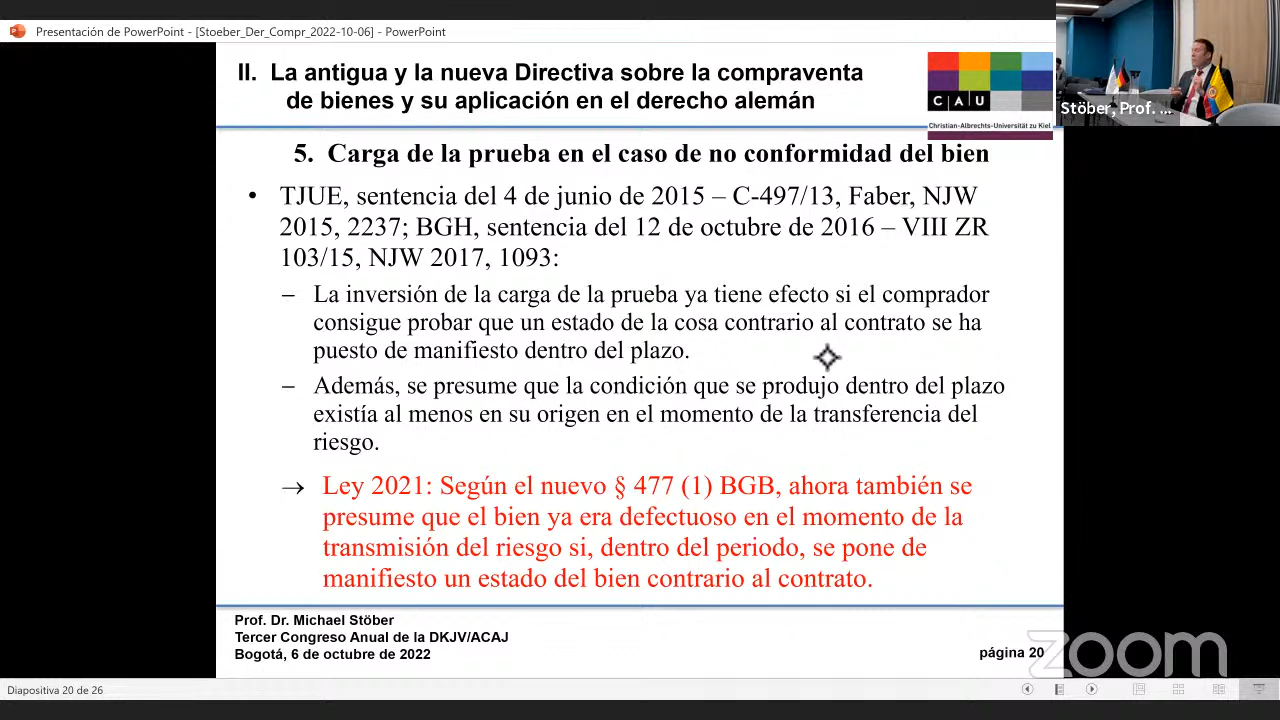 Presentación de PowerPoint - [Stoeber_Der_Compr_2022-10-06] - PowerPoint
II. La antigua y la nueva Directiva sobre la compraventa
de bienes y su aplicación en el derecho alemán
C A U
Christian-Albrechts-Universität zu Kiel
Stöber, Prof. ...
5. Carga de la prueba en el caso de no conformidad del bien
• TJUE, sentencia del 4 de junio de 2015 – C-497/13, Faber, NJW
2015, 2237; BGH, sentencia del 12 de octubre de 2016 – VIII ZR
103/15, NJW 2017, 1093:
– La inversión de la carga de la prueba ya tiene efecto si el comprador
consigue probar que un estado de la cosa contrario al contrato se ha
puesto de manifiesto dentro del plazo.
– Además, se presume que la condición que se produjo dentro del plazo
existía al menos en su origen en el momento de la transferencia del
riesgo.
→ Ley 2021: Según el nuevo § 477 (1) BGB, ahora también se
presume que el bien ya era defectuoso en el momento de la
transmisión del riesgo si, dentro del periodo, se pone de
manifiesto un estado del bien contrario al contrato.
Prof. Dr. Michael Stöber
Tercer Congreso Anual de la DKJV/ACAJ
Bogotá, 6 de octubre de 2022
página 20
zoom
Diapositiva 20 de 26